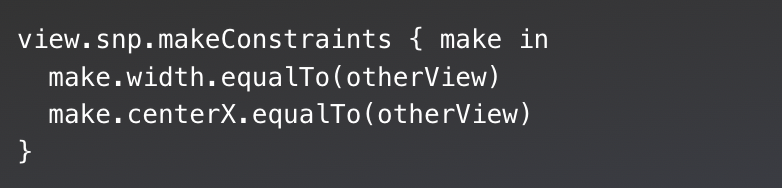 view.snp.makeConstraints { make in
  make.width.equalTo(otherView)
  make.centerX.equalTo(otherView)
}